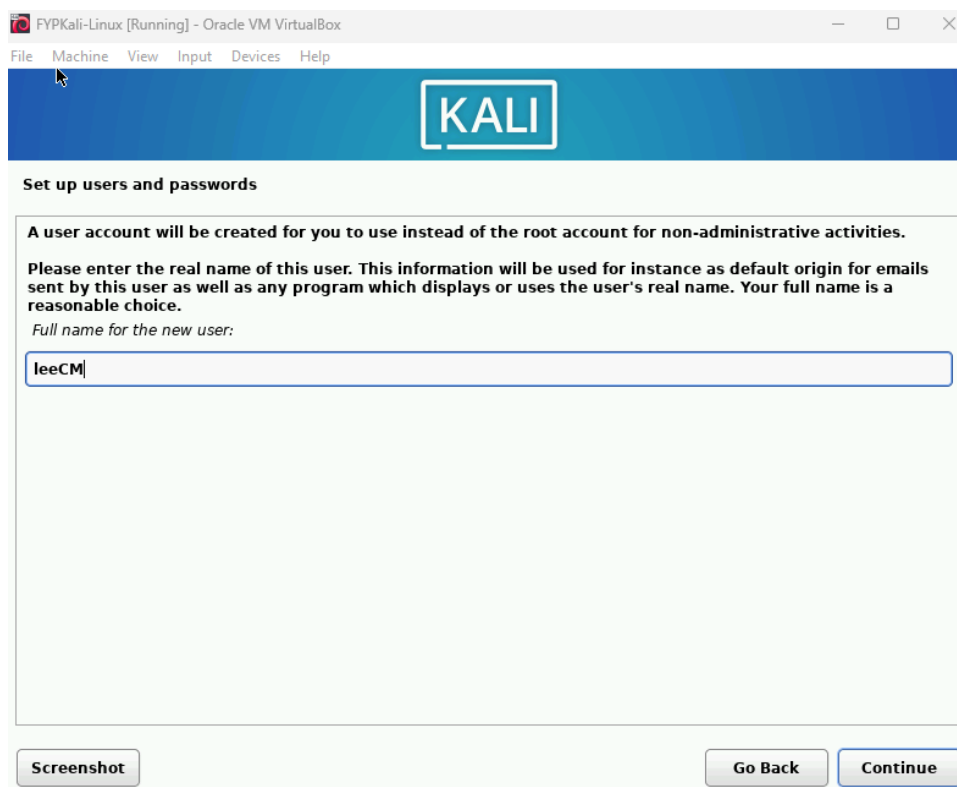 FYPKali-Linux [Running] - Oracle VM VirtualBox
File Machine View Input Devices Help
KALI
Set up users and passwords
A user account will be created for you to use instead of the root account for non-administrative activities.
Please enter the real name of this user. This information will be used for instance as default origin for emails
sent by this user as well as any program which displays or uses the user's real name. Your full name is a
reasonable choice.
Full name for the new user:
leeCM
Screenshot Go Back Continue